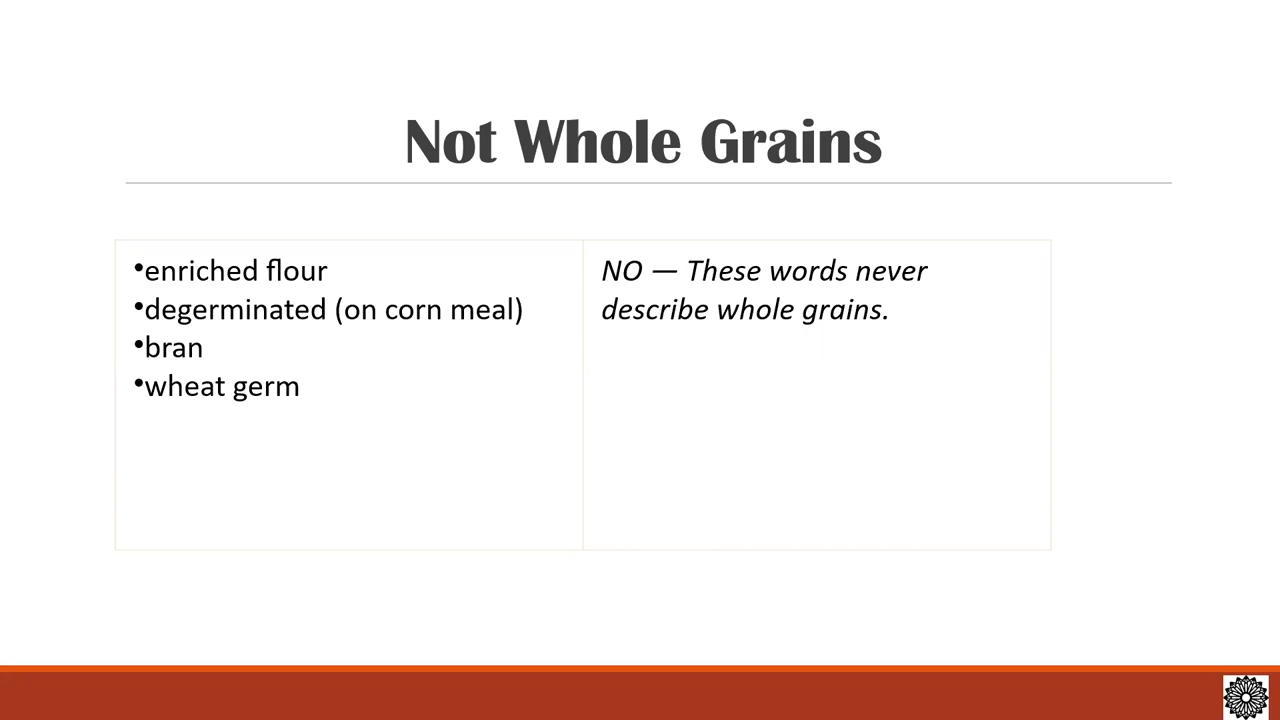 Not Whole Grains
•enriched flour
•degerminated (on corn meal)
•bran
•wheat germ
NO — These words never
describe whole grains.